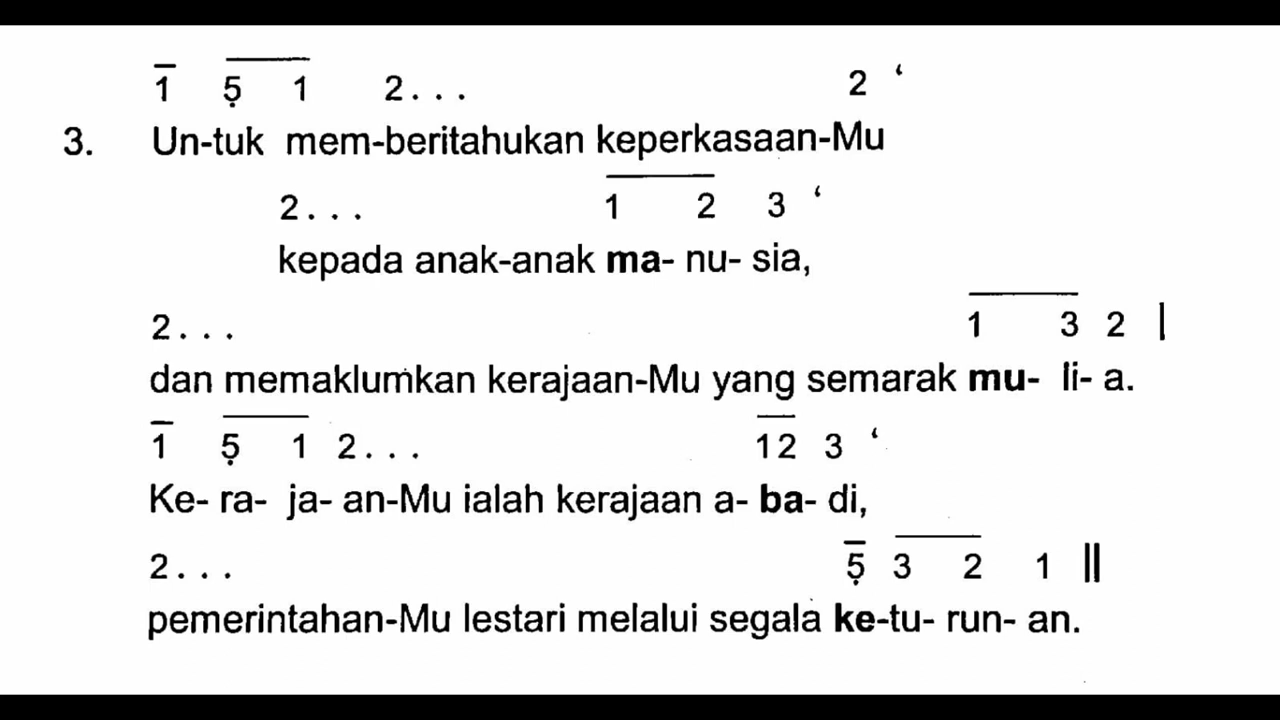 1̅ 5̣ 1 2... 2 ‘
3. Un-tuk mem-beritahukan keperkasaan-Mu
2... 1 2 3 ‘
kepada anak-anak ma- nu- sia,
2... 1 3 2 |
dan memaklumkan kerajaan-Mu yang semarak mu- li- a.
1̅ 5̣ 1 2... 12 3 ‘
Ke- ra- ja- an-Mu ialah kerajaan a- ba- di,
2... 5̣̅ 3 2 1 ||
pemerintahan-Mu lestari melalui segala ke-tu- run- an.